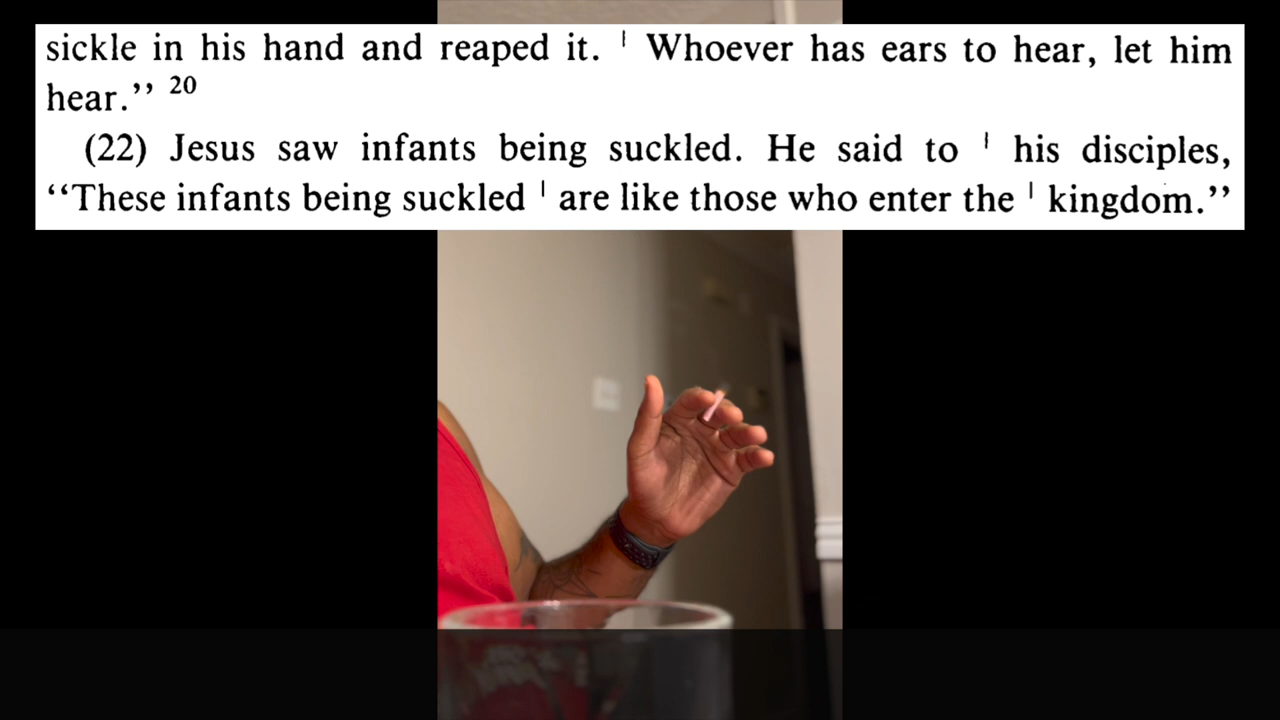 sickle in his hand and reaped it. ˡ Whoever has ears to hear, let him
hear.’’ 20
(22) Jesus saw infants being suckled. He said to ˡ his disciples,
‘‘These infants being suckled ˡ are like those who enter the ˡ kingdom.’’